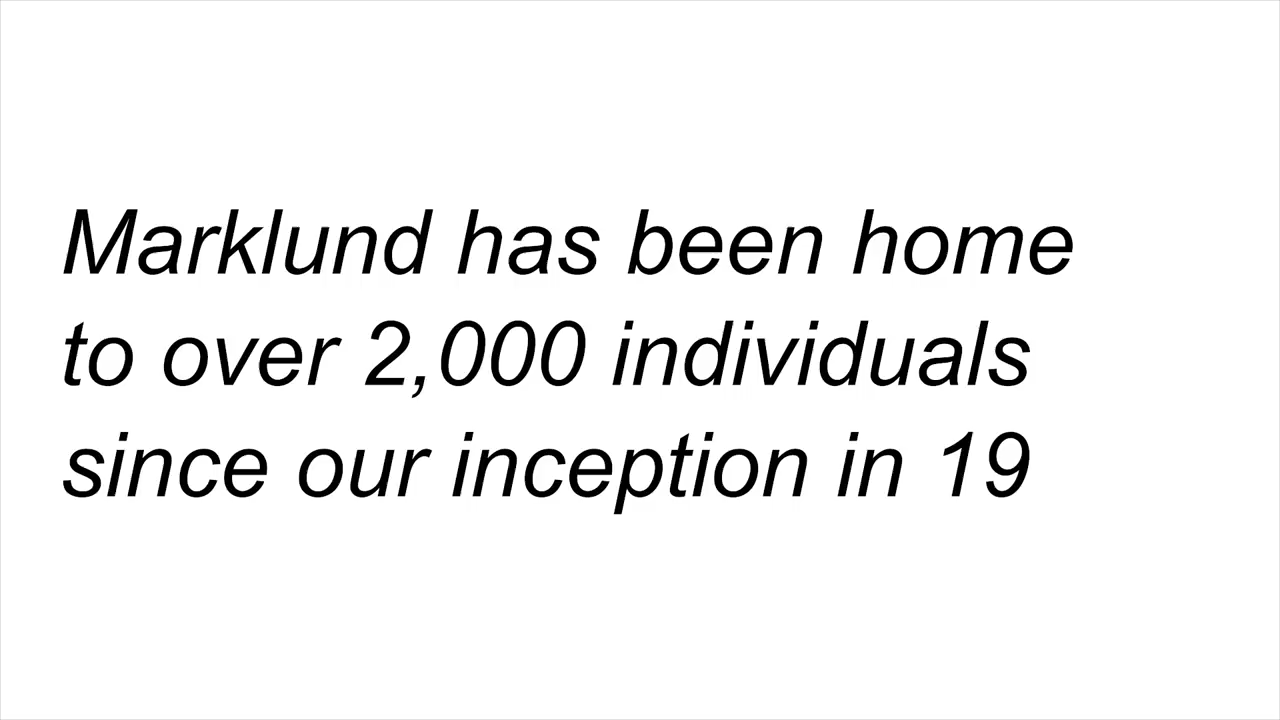 Marklund has been home
to over 2,000 individuals
since our inception in 19